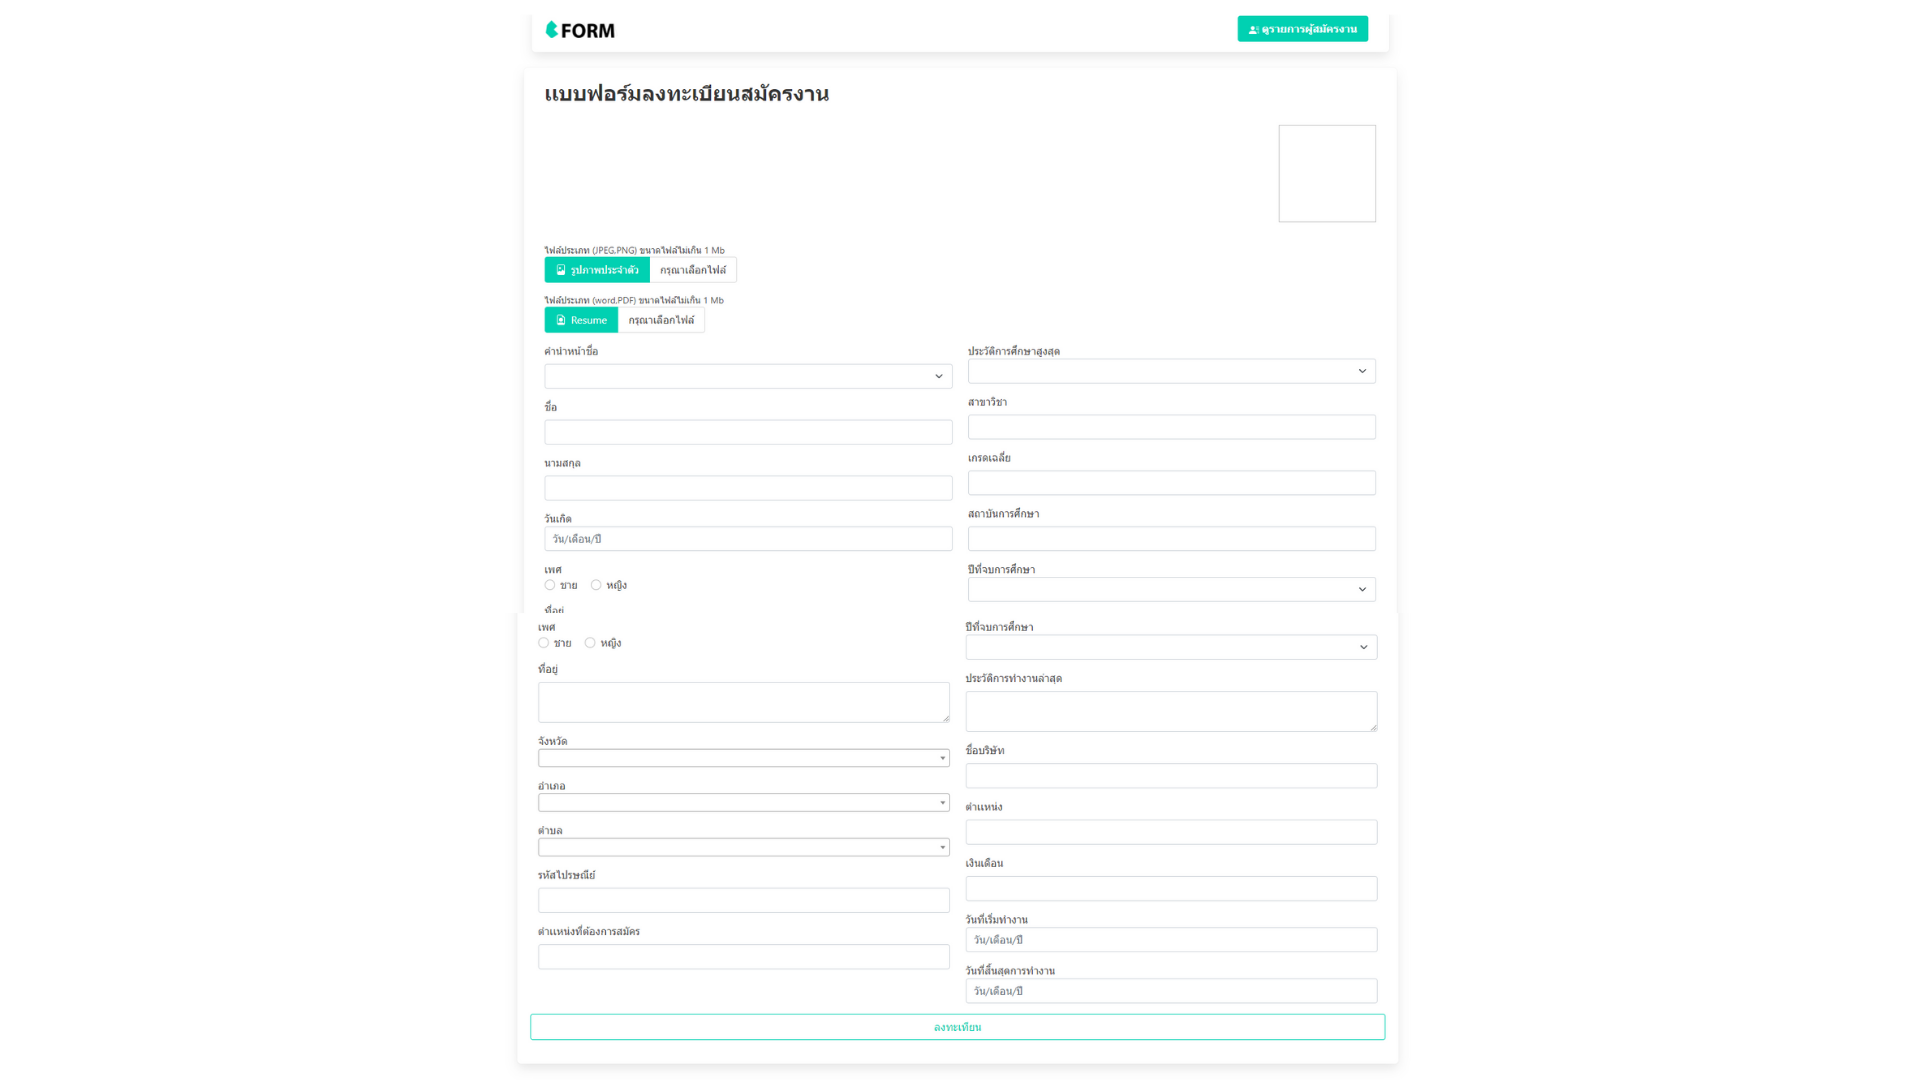 FORM
ดูรายการผู้สมัครงาน
แบบฟอร์มลงทะเบียนสมัครงาน
ไฟล์ประเภท (JPEG,PNG) ขนาดไฟล์ไม่เกิน 1 Mb
รูปภาพประจำตัว กรุณาเลือกไฟล์
ไฟล์ประเภท (word,PDF) ขนาดไฟล์ไม่เกิน 1 Mb
Resume กรุณาเลือกไฟล์
คำนำหน้าชื่อ
ชื่อ
นามสกุล
วันเกิด
วัน/เดือน/ปี
เพศ
ชาย หญิง
ที่อยู่
ประวัติการศึกษาสูงสุด
สาขาวิชา
เกรดเฉลี่ย
สถาบันการศึกษา
ปีที่จบการศึกษา
เพศ
ชาย หญิง
ที่อยู่
จังหวัด
อำเภอ
ตำบล
รหัสไปรษณีย์
ตำแหน่งที่ต้องการสมัคร
ปีที่จบการศึกษา
ประวัติการทำงานล่าสุด
ชื่อบริษัท
ตำแหน่ง
เงินเดือน
วันที่เริ่มทำงาน
วัน/เดือน/ปี
วันที่สิ้นสุดการทำงาน
วัน/เดือน/ปี
ลงทะเทียน